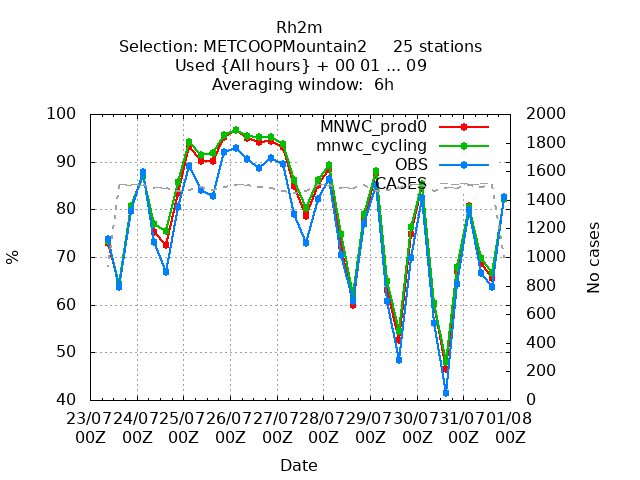 Rh2m
Selection: METCOOPMountain2 25 stations
Used {All hours} + 00 01 ... 09
Averaging window: 6h
100 2000
MNWC_prod0 1800
mnwc_cycling
90 OBS 1600
CASES
80 1400
1200
% 70 1000 No cases
60 800
600
50 400
200
40 0
23/07 24/07 25/07 26/07 27/07 28/07 29/07 30/07 31/07 01/08
00Z 00Z 00Z 00Z 00Z 00Z 00Z 00Z 00Z 00Z
Date